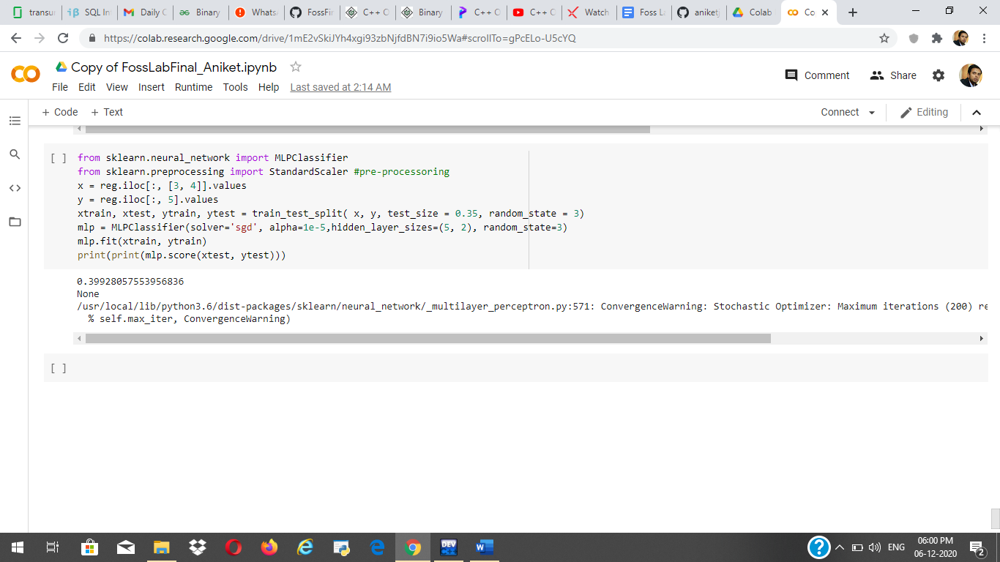 transu
SQL In
Daily C
Binary
Whats
FossFin
C++ C
Binary
C++ C
C++ C
Watch
Foss La
aniket
Colab
Co
https://colab.research.google.com/drive/1mE2vSkiJYh4xgi93zbNjfdBN7i9io5Wa#scrollTo=gPcELo-U5cYQ
Copy of FossLabFinal_Aniket.ipynb
Comment
Share
File Edit View Insert Runtime Tools Help Last saved at 2:14 AM
+ Code + Text
Connect
Editing
[ ] from sklearn.neural_network import MLPClassifier
from sklearn.preprocessing import StandardScaler #pre-processoring
x = reg.iloc[:, [3, 4]].values
y = reg.iloc[:, 5].values
xtrain, xtest, ytrain, ytest = train_test_split( x, y, test_size = 0.35, random_state = 3)
mlp = MLPClassifier(solver='sgd', alpha=1e-5,hidden_layer_sizes=(5, 2), random_state=3)
mlp.fit(xtrain, ytrain)
print(print(mlp.score(xtest, ytest)))
0.39928057553956836
None
/usr/local/lib/python3.6/dist-packages/sklearn/neural_network/_multilayer_perceptron.py:571: ConvergenceWarning: Stochastic Optimizer: Maximum iterations (200) re
% self.max_iter, ConvergenceWarning)
[ ]
DEV C++
ENG
06:00 PM
06-12-2020
2